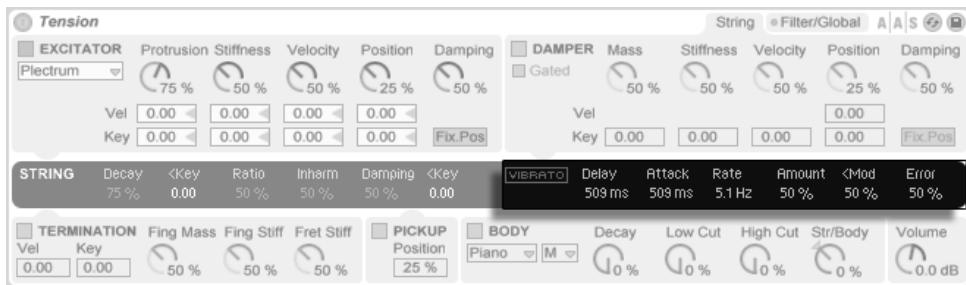 Tension String Filter/Global A A S
EXCITATOR Protrusion Stiffness Velocity Position Damping
Plectrum 75 % 50 % 50 % 25 % 50 %
Vel 0.00 0.00 0.00 0.00
Key 0.00 0.00 0.00 0.00 Fix.Pos
DAMPER Mass Stiffness Velocity Position Damping
Gated 50 % 50 % 50 % 25 % 50 %
Vel 0.00
Key 0.00 0.00 0.00 0.00 Fix.Pos
STRING Decay <Key Ratio Inharm Damping <Key
75 % 0.00 50 % 50 % 50 % 0.00
VIBRATO Delay Attack Rate Amount <Mod Error
509 ms 509 ms 5.1 Hz 50 % 50 % 50 %
TERMINATION Fing Mass Fing Stiff Fret Stiff
Vel Key
0.00 0.00 50 % 50 % 50 %
PICKUP
Position
25 %
BODY Decay Low Cut High Cut Str/Body
Piano M 0 % 0 % 0 % 0 %
Volume
0.0 dB